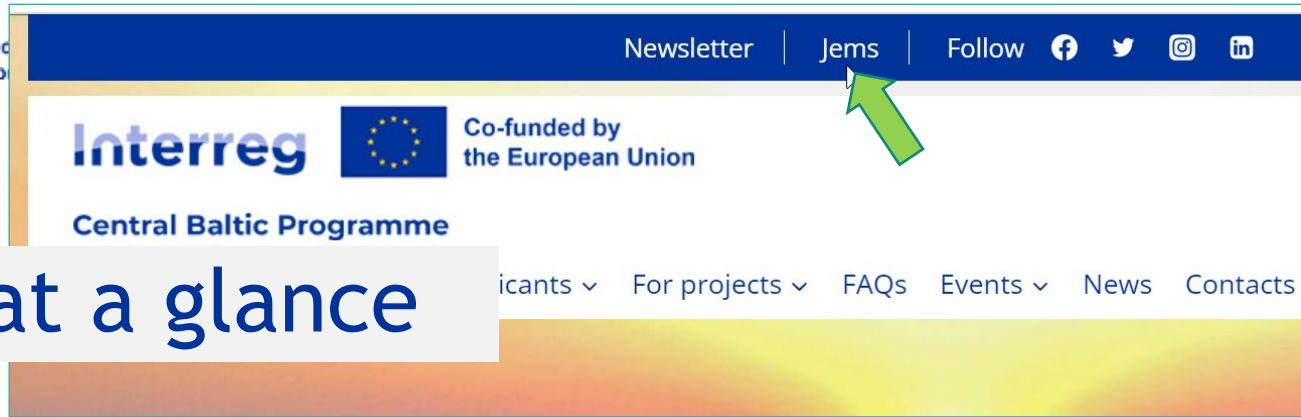 Newsletter Jems Follow
Interreg
Co-funded by
the European Union
Central Baltic Programme
at a glance
icants For projects FAQs Events News Contacts